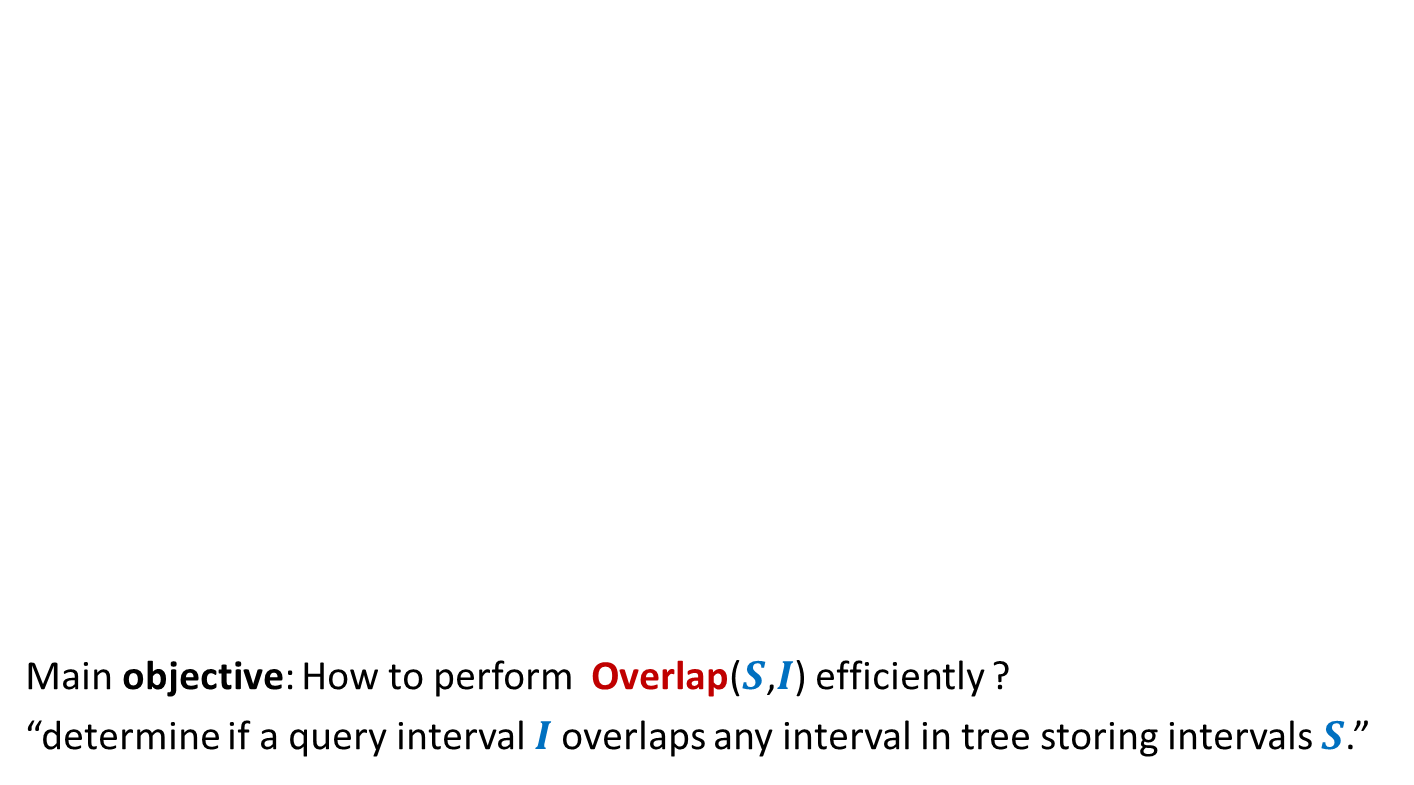 Main objective: How to perform Overlap(S,I) efficiently ?
“determine if a query interval I overlaps any interval in tree storing intervals S.”